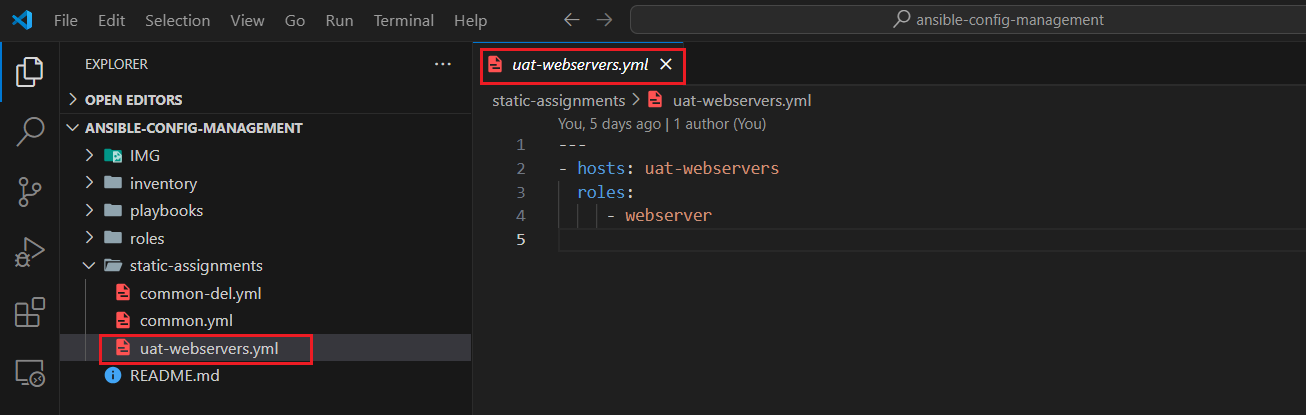 File Edit Selection View Go Run Terminal Help
ansible-config-management
EXPLORER
OPEN EDITORS
ANSIBLE-CONFIG-MANAGEMENT
IMG
inventory
playbooks
roles
static-assignments
common-del.yml
common.yml
uat-webservers.yml
README.md
uat-webservers.yml
static-assignments > uat-webservers.yml
You, 5 days ago | 1 author (You)
1 ---
2 - hosts: uat-webservers
3 roles:
4 - webserver
5